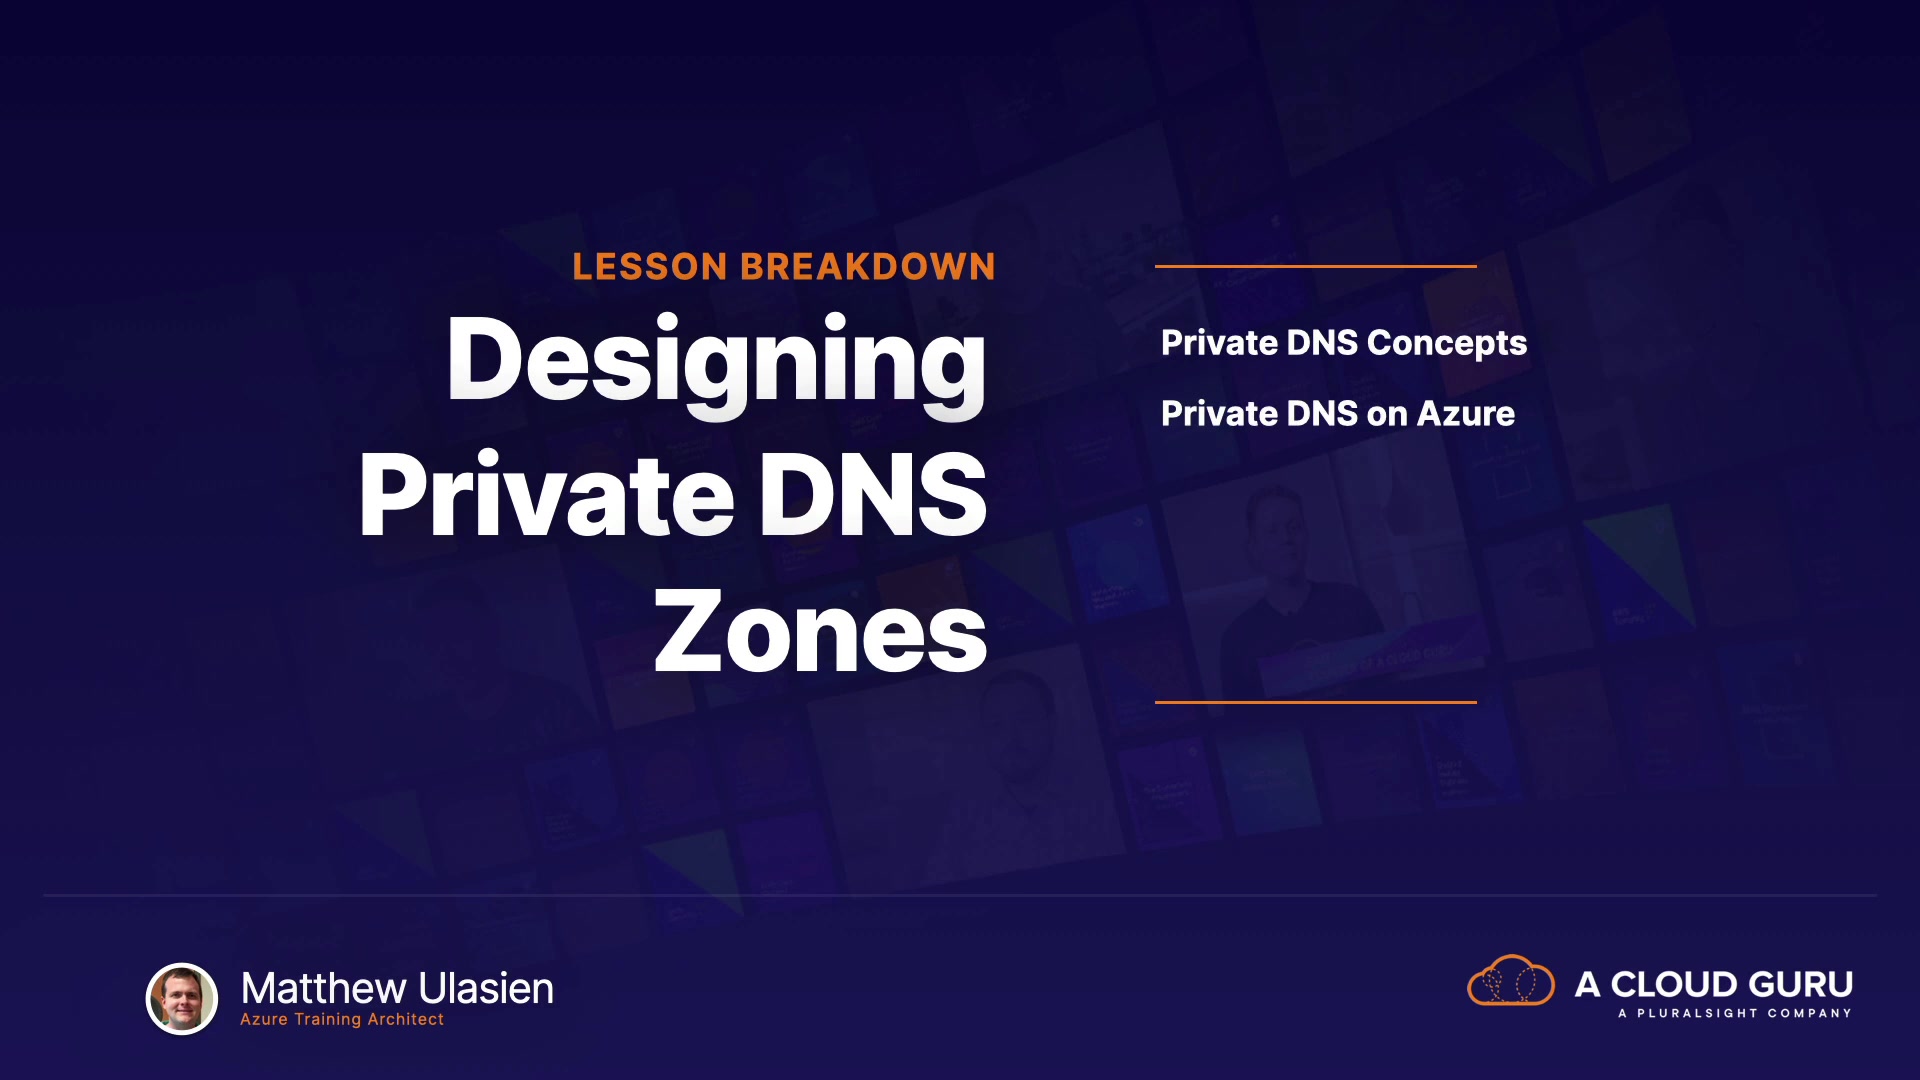 LESSON BREAKDOWN
Designing
Private DNS
Zones
Private DNS Concepts
Private DNS on Azure
Matthew Ulasien
Azure Training Architect
A CLOUD GURU
A PLURALSIGHT COMPANY